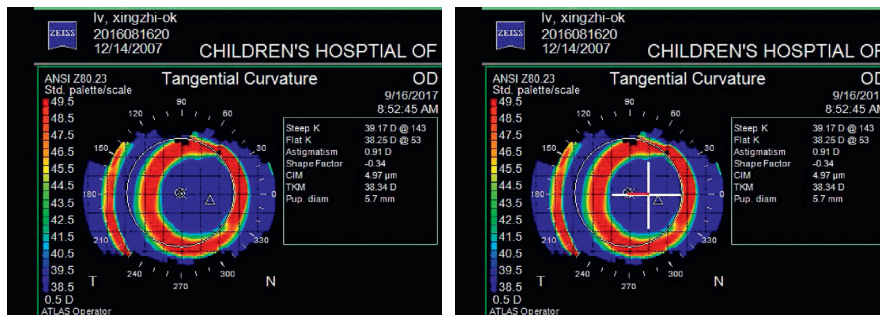 ZEISS
lv, xingzhi-ok
2016081620
12/14/2007
CHILDREN'S HOSPTIAL OF
ANSI Z80.23
Std. palette/scale
Tangential Curvature
OD
9/16/2017
8:52:45 AM
49.5
48.5
47.5
46.5
45.5
44.5
43.5
42.5
41.5
40.5
39.5
38.5
0.5 D
ATLAS Operator
90
60
30
0
330
300
270
240
210
180
150
120
T
N
Steep K 39.17 D @ 143
Flat K 38.25 D @ 53
Astigmatism 0.91 D
Shape Factor -0.34
CIM 4.97 µm
TKM 38.34 D
Pup. diam 5.7 mm
ZEISS
lv, xingzhi-ok
2016081620
12/14/2007
CHILDREN'S HOSPTIAL OF
ANSI Z80.23
Std. palette/scale
Tangential Curvature
OD
9/16/2017
8:52:45 AM
49.5
48.5
47.5
46.5
45.5
44.5
43.5
42.5
41.5
40.5
39.5
38.5
0.5 D
ATLAS Operator
90
60
30
0
330
300
270
240
210
180
150
120
T
N
Steep K 39.17 D @ 143
Flat K 38.25 D @ 53
Astigmatism 0.91 D
Shape Factor -0.34
CIM 4.97 µm
TKM 38.34 D
Pup. diam 5.7 mm